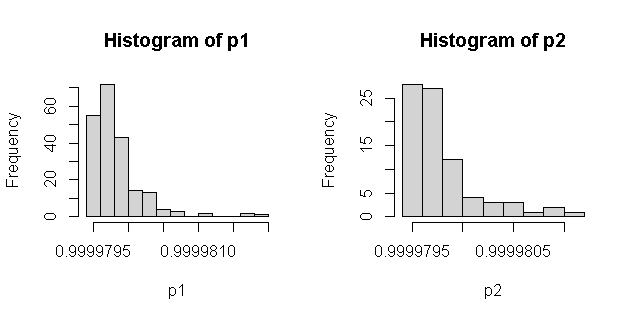 Histogram of p1
Frequency
0 20 40 60
0.9999795 0.9999810
p1
Histogram of p2
Frequency
0 5 15 25
0.9999795 0.9999805
p2